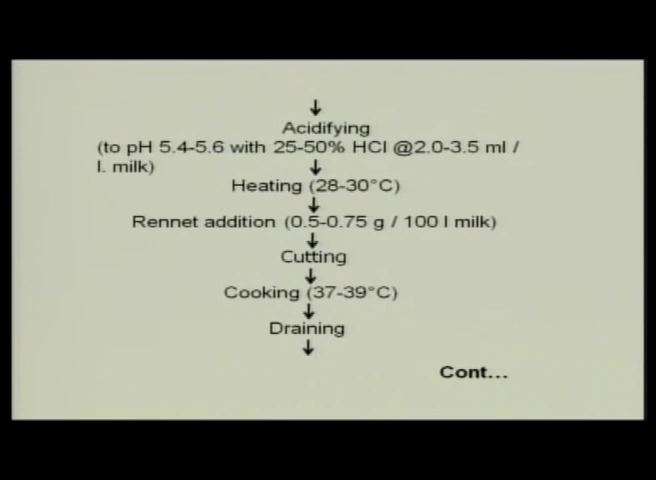 Acidifying
(to pH 5.4-5.6 with 25-50% HCl @2.0-3.5 ml /
l. milk)
Heating (28-30°C)
Rennet addition (0.5-0.75 g / 100 l milk)
Cutting
Cooking (37-39°C)
Draining
Cont...